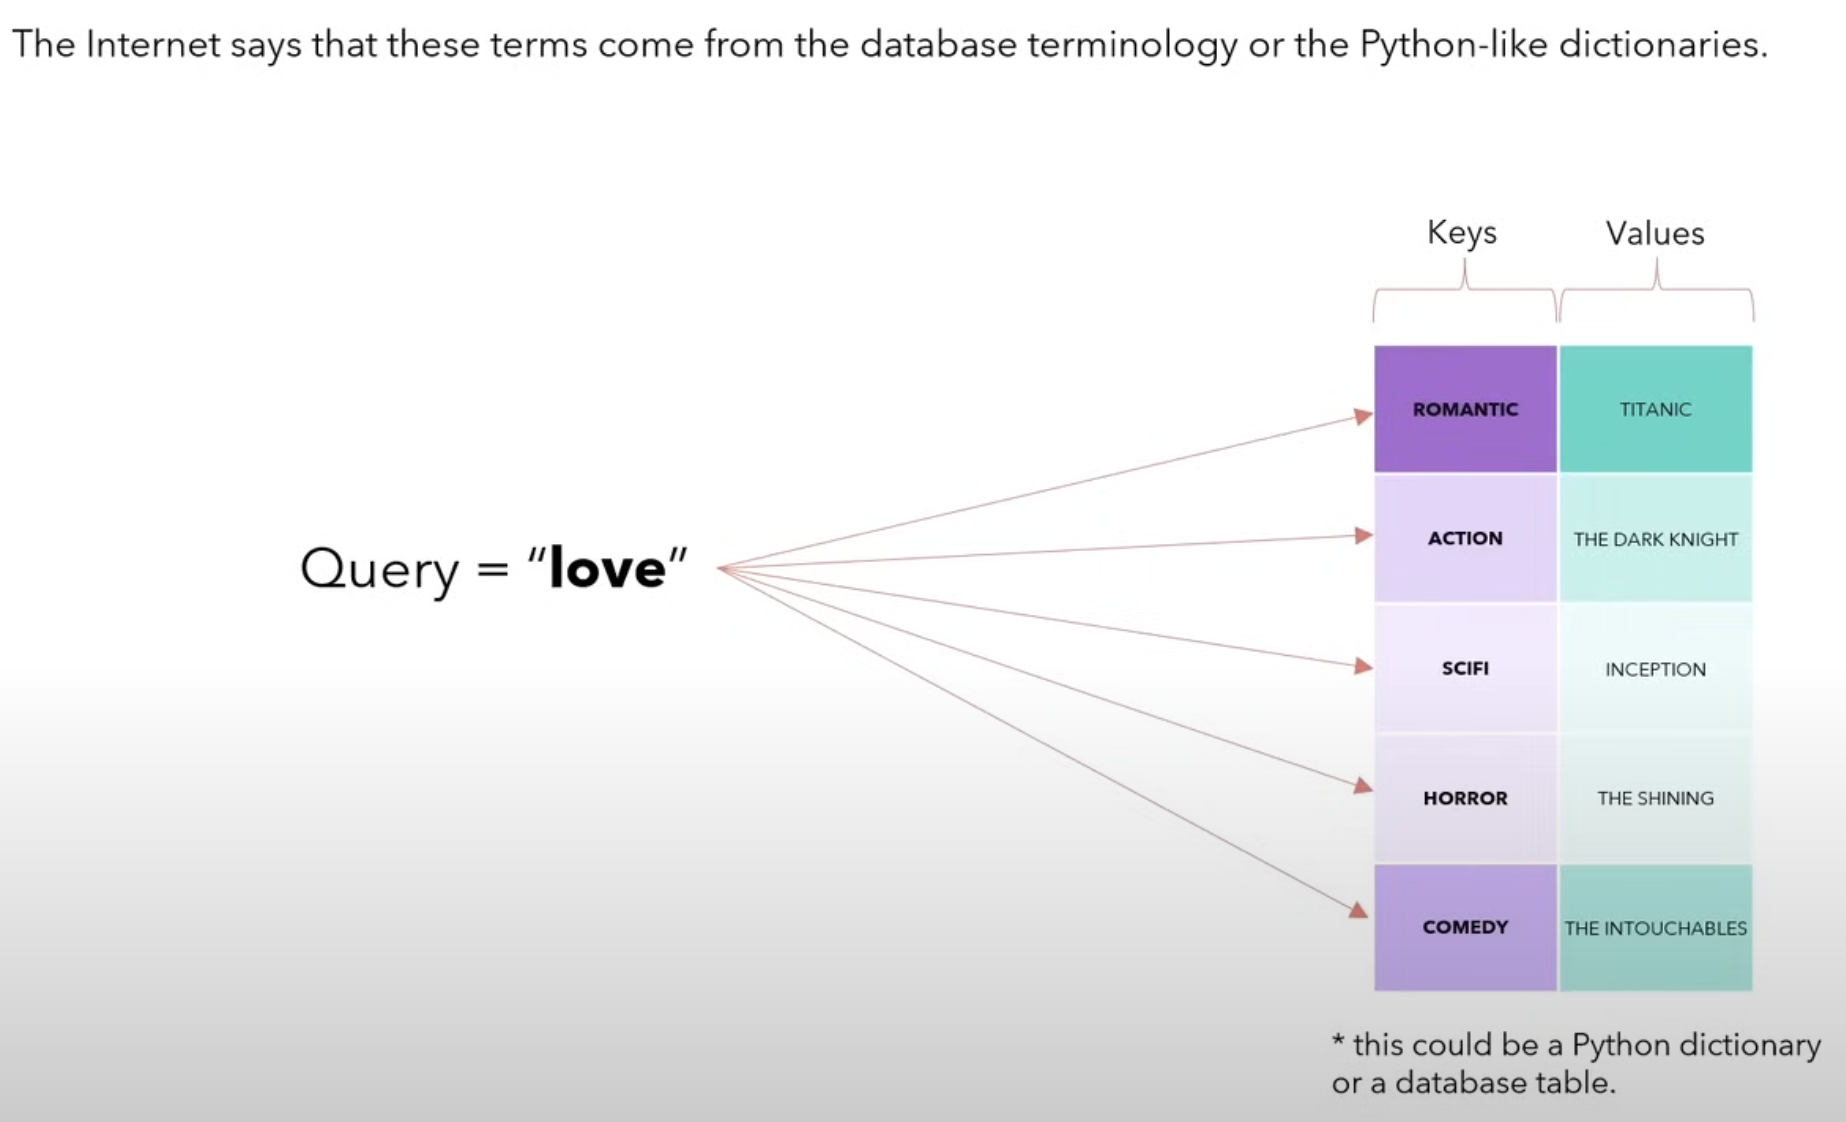 The Internet says that these terms come from the database terminology or the Python-like dictionaries.
Keys Values
ROMANTIC TITANIC
ACTION THE DARK KNIGHT
Query = “love”
SCIFI INCEPTION
HORROR THE SHINING
COMEDY THE INTOUCHABLES
* this could be a Python dictionary
or a database table.